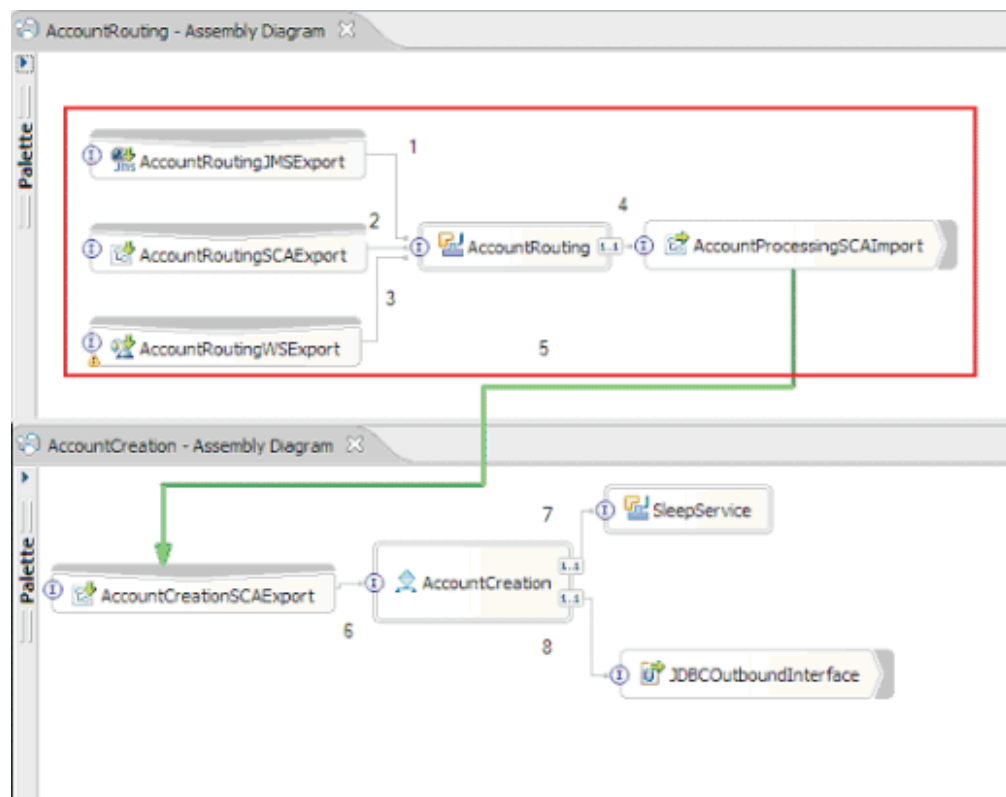 AccountRouting - Assembly Diagram
Palette
AccountRoutingJMSExport
1
2
AccountRoutingSCAExport
AccountRouting
1..1
4
AccountProcessingSCAImport
3
AccountRoutingWSExport
5
AccountCreation - Assembly Diagram
Palette
7
SleepService
AccountCreationSCAExport
6
AccountCreation
1..1
1..1
8
JDBCOutboundInterface